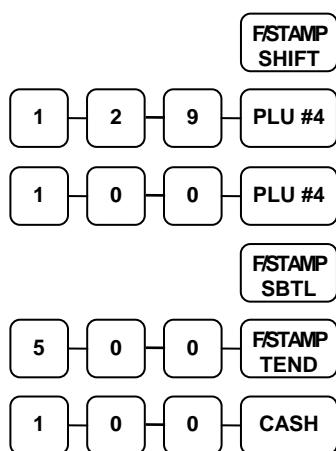 F/STAMP
SHIFT
1 2 9 PLU #4
1 0 0 PLU #4
F/STAMP
SBTL
5 0 0 F/STAMP
TEND
1 0 0 CASH